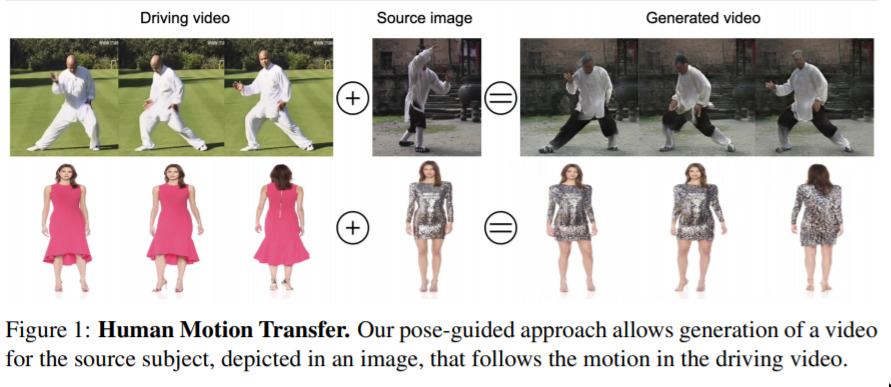 Driving video
Source image
Generated video
Figure 1: Human Motion Transfer. Our pose-guided approach allows generation of a video
for the source subject, depicted in an image, that follows the motion in the driving video.